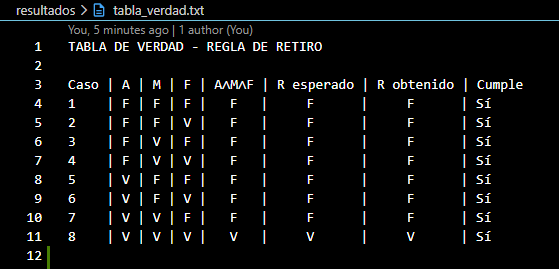 resultados > tabla_verdad.txt
You, 5 minutes ago | 1 author (You)
1 TABLA DE VERDAD - REGLA DE RETIRO
2
3 Caso | A | M | F | A∧M∧F | R esperado | R obtenido | Cumple
4 1 | F | F | F | F | F | F | Sí
5 2 | F | F | V | F | F | F | Sí
6 3 | F | V | F | F | F | F | Sí
7 4 | F | V | V | F | F | F | Sí
8 5 | V | F | F | F | F | F | Sí
9 6 | V | F | V | F | F | F | Sí
10 7 | V | V | F | F | F | F | Sí
11 8 | V | V | V | V | V | V | Sí
12